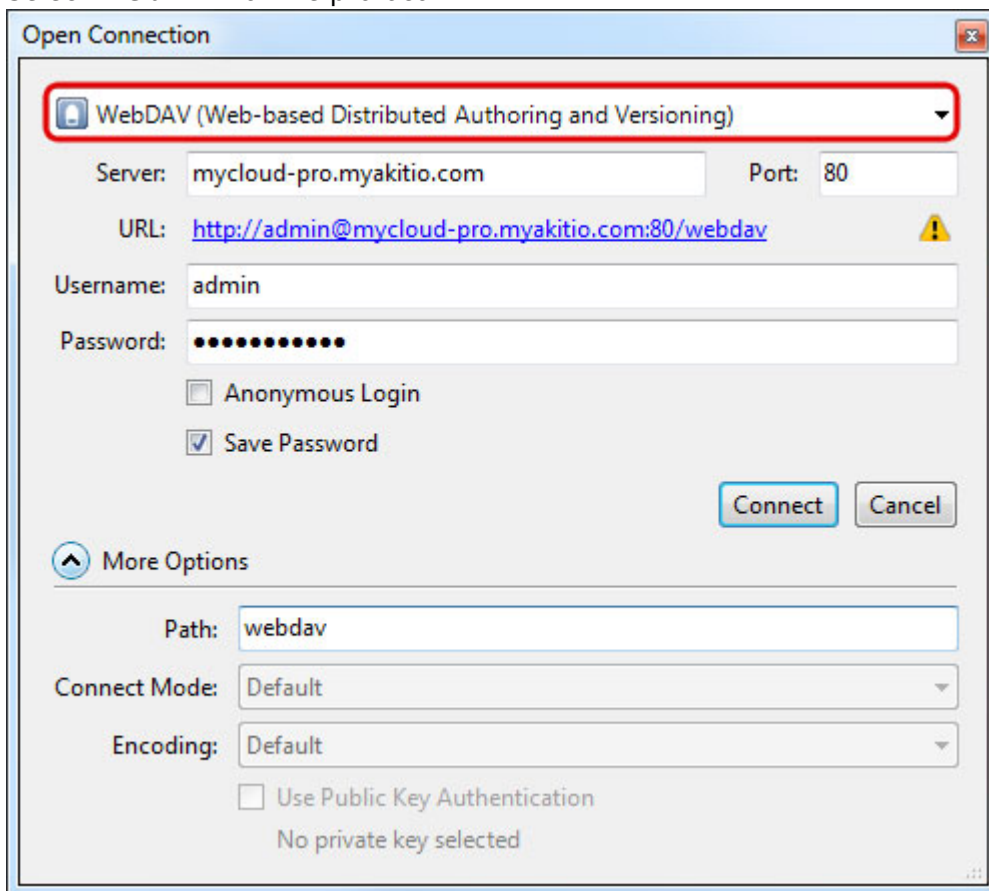 Open Connection
WebDAV (Web-based Distributed Authoring and Versioning)
Server: mycloud-pro.myakitio.com Port: 80
URL: http://admin@mycloud-pro.myakitio.com:80/webdav
Username: admin
Password: •••••••••••
Anonymous Login
Save Password
Connect Cancel
More Options
Path: webdav
Connect Mode: Default
Encoding: Default
Use Public Key Authentication
No private key selected